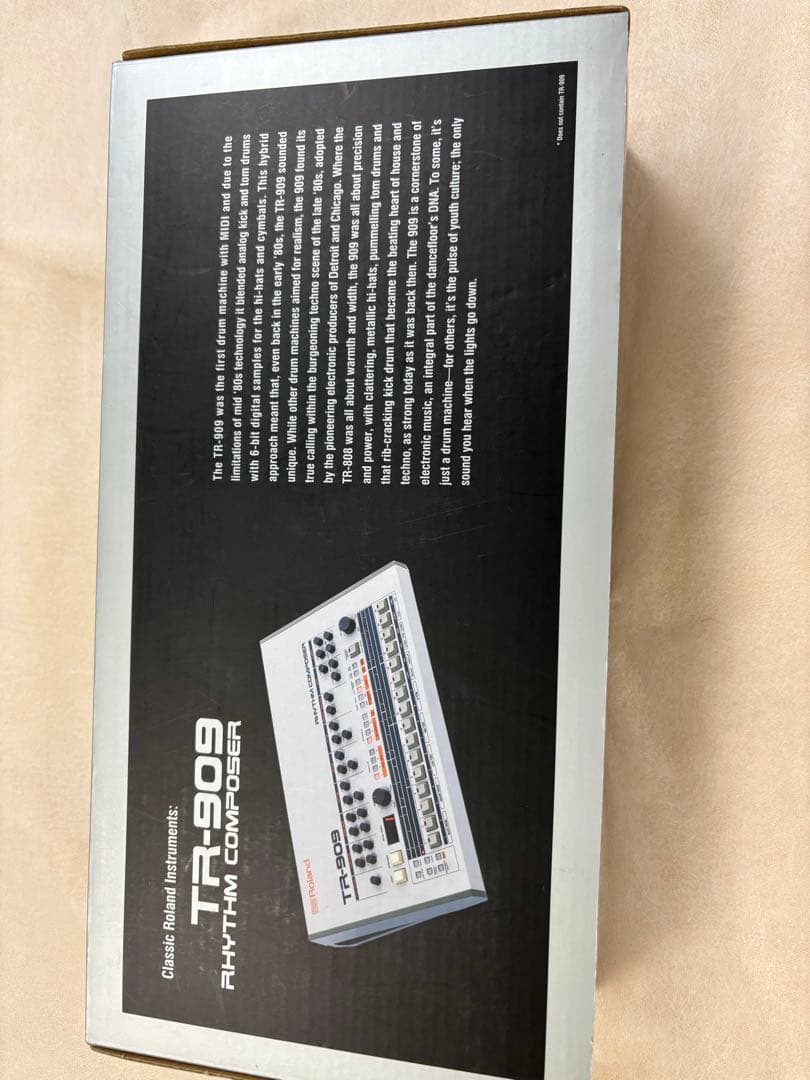 Classic Roland Instruments:
TR-909
RHYTHM COMPOSER
The TR-909 was the first drum machine with MIDI and due to the
limitations of mid '80s technology it blended analog kick and tom drums
with 6-bit digital samples for the hi-hats and cymbals. This hybrid
approach meant that, even back in the early '80s, the TR-909 sounded
unique. While other drum machines aimed for realism, the 909 found its
true calling within the burgeoning techno scene of the late '80s, adopted
by the pioneering electronic producers of Detroit and Chicago. Where the
TR-808 was all about warmth and width, the 909 was all about precision
and power, with clattering, metallic hi-hats, pummelling tom drums and
that rib-cracking kick drum that became the beating heart of house and
techno, as strong today as it was back then. The 909 is a cornerstone of
electronic music, an integral part of the dancefloor's DNA. To some, it's
just a drum machine—for others, it's the pulse of youth culture; the only
sound you hear when the lights go down.
Roland
TR-909
RHYTHM COMPOSER
* Does not contain TR-909